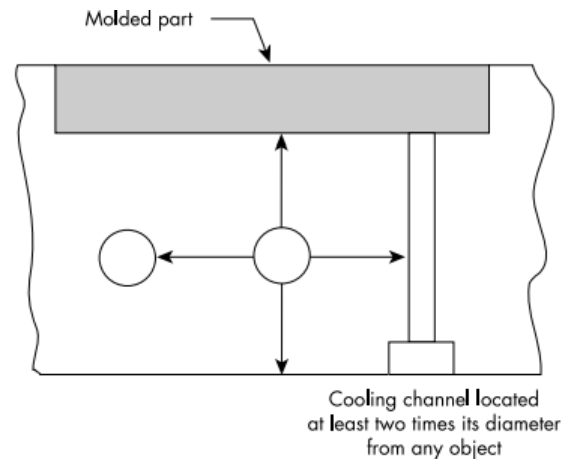 Molded part
Cooling channel located
at least two times its diameter
from any object